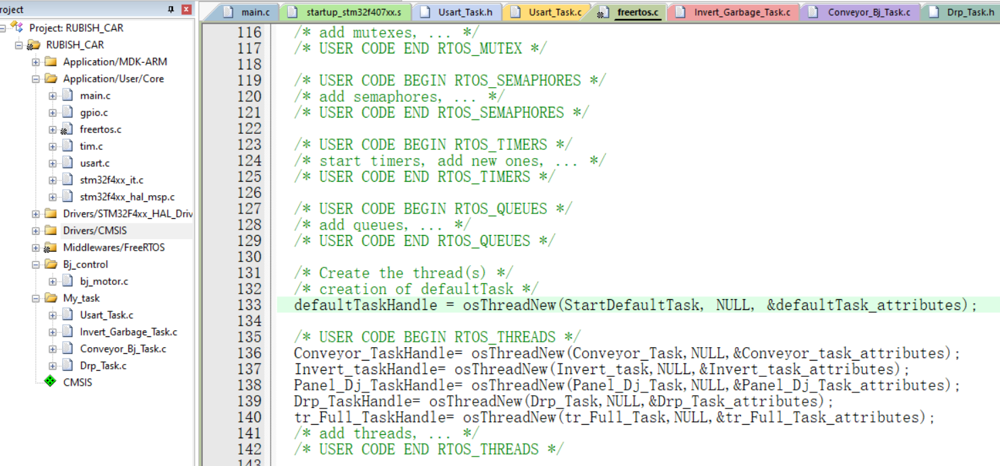 roject
Project: RUBISH_CAR
RUBISH_CAR
Application/MDK-ARM
Application/User/Core
main.c
gpio.c
freertos.c
tim.c
usart.c
stm32f4xx_it.c
stm32f4xx_hal_msp.c
Drivers/STM32F4xx_HAL_Driv
Drivers/CMSIS
Middlewares/FreeRTOS
Bj_control
bj_motor.c
My_task
Usart_Task.c
Invert_Garbage_Task.c
Conveyor_Bj_Task.c
Drp_Task.c
CMSIS
main.c startup_stm32f407xx.s Usart_Task.h Usart_Task.c freertos.c Invert_Garbage_Task.c Conveyor_Bj_Task.c Drp_Task.h
116 /* add mutexes, ... */
117 /* USER CODE END RTOS_MUTEX */
118
119 /* USER CODE BEGIN RTOS_SEMAPHORES */
120 /* add semaphores, ... */
121 /* USER CODE END RTOS_SEMAPHORES */
122
123 /* USER CODE BEGIN RTOS_TIMERS */
124 /* start timers, add new ones, ... */
125 /* USER CODE END RTOS_TIMERS */
126
127 /* USER CODE BEGIN RTOS_QUEUES */
128 /* add queues, ... */
129 /* USER CODE END RTOS_QUEUES */
130
131 /* Create the thread(s) */
132 /* creation of defaultTask */
133 defaultTaskHandle = osThreadNew(StartDefaultTask, NULL, &defaultTask_attributes);
134
135 /* USER CODE BEGIN RTOS_THREADS */
136 Conveyor_TaskHandle= osThreadNew(Conveyor_Task,NULL,&Conveyor_task_attributes);
137 Invert_taskHandle= osThreadNew(Invert_task,NULL,&Invert_task_attributes);
138 Panel_Dj_TaskHandle= osThreadNew(Panel_Dj_Task,NULL,&Panel_Dj_Task_attributes);
139 Drp_TaskHandle= osThreadNew(Drp_Task,NULL,&Drp_Task_attributes);
140 tr_Full_TaskHandle= osThreadNew(tr_Full_Task,NULL,&tr_Full_Task_attributes);
141 /* add threads, ... */
142 /* USER CODE END RTOS_THREADS */
143